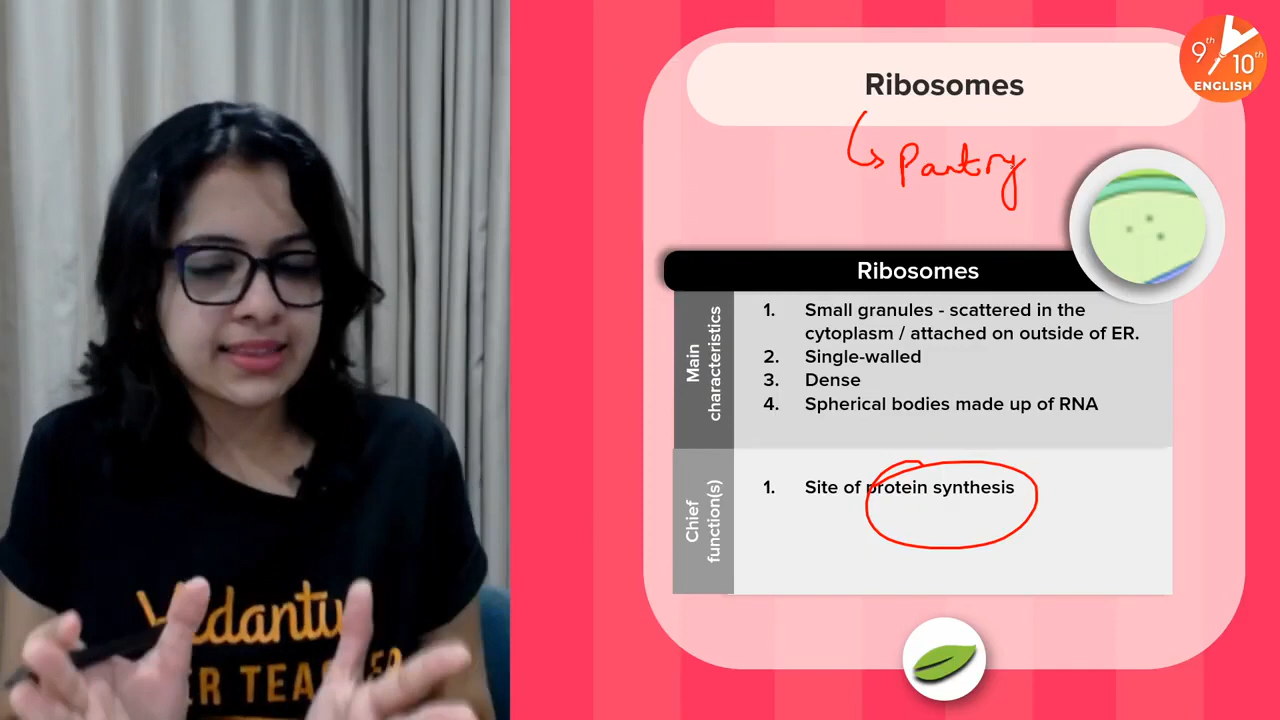 Ribosomes
9th
10th
ENGLISH
Pantry
Ribosomes
Main
characteristics
1. Small granules - scattered in the
cytoplasm / attached on outside of ER.
2. Single-walled
3. Dense
4. Spherical bodies made up of RNA
Chief
function(s)
1. Site of protein synthesis
Vedantu